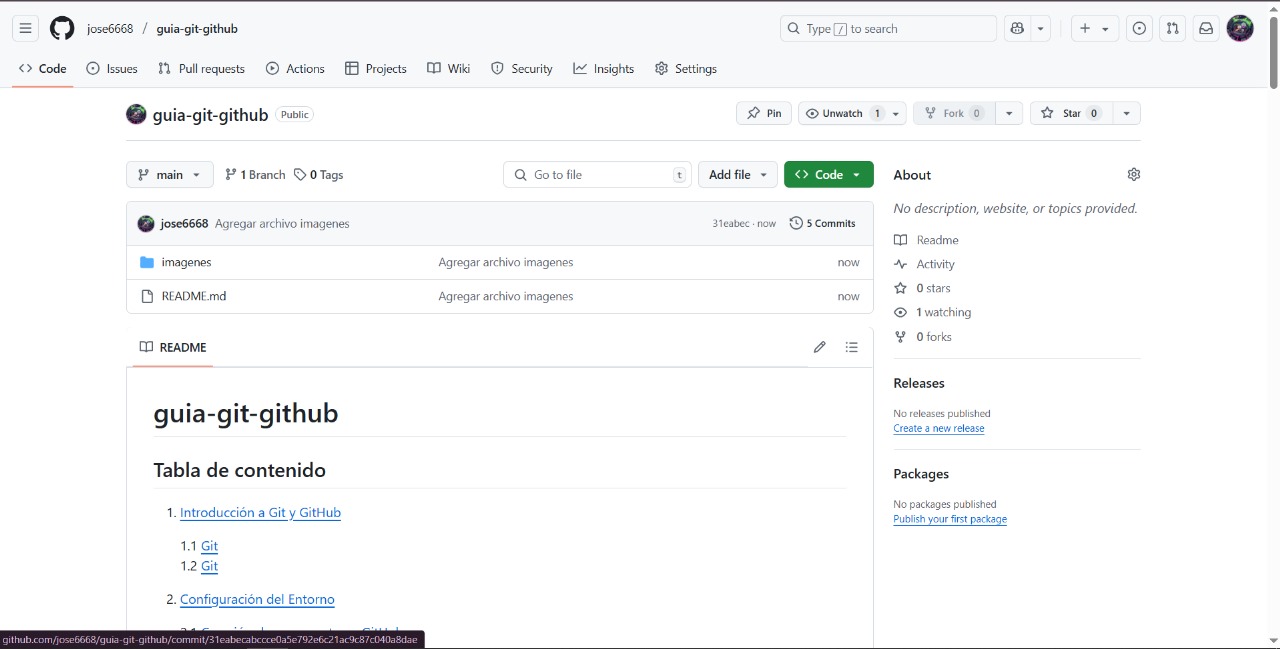 jose6668 / guia-git-github
Type / to search
Code Issues Pull requests Actions Projects Wiki Security Insights Settings
guia-git-github Public
Pin Unwatch 1 Fork 0 Star 0
main 1 Branch 0 Tags Go to file t Add file Code
jose6668 Agregar archivo imagenes 31eabec · now 5 Commits
imagenes Agregar archivo imagenes now
README.md Agregar archivo imagenes now
README
guia-git-github
Tabla de contenido
1. Introducción a Git y GitHub
1.1 Git
1.2 Git
2. Configuración del Entorno
About
No description, website, or topics provided.
Readme
Activity
0 stars
1 watching
0 forks
Releases
No releases published
Create a new release
Packages
No packages published
Publish your first package
github.com/jose6668/guia-git-github/commit/31eabecabccce0a5e792e6c21ac9c87c040a8dae